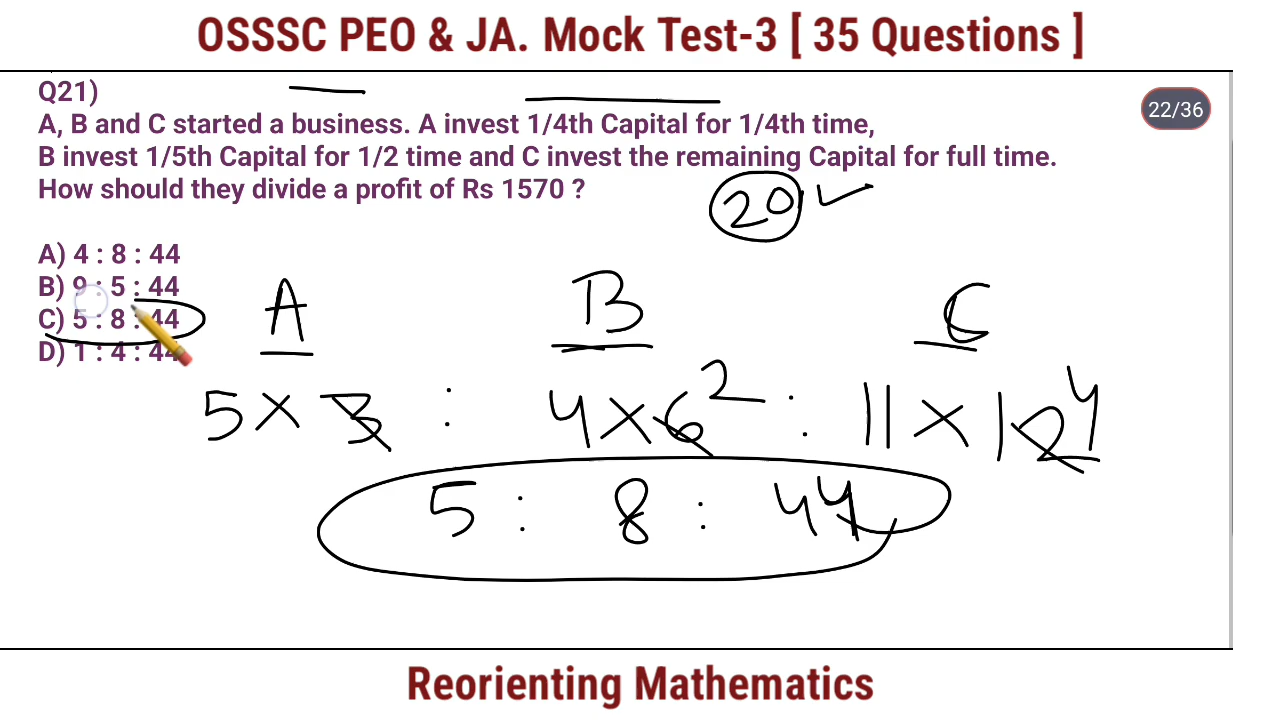 OSSSC PEO & JA. Mock Test-3 [ 35 Questions ]
Q21)
22/36
A, B and C started a business. A invest 1/4th Capital for 1/4th time,
B invest 1/5th Capital for 1/2 time and C invest the remaining Capital for full time.
How should they divide a profit of Rs 1570 ?
20 ✓
A) 4 : 8 : 44
B) 9 : 5 : 44
C) 5 : 8 : 44
D) 1 : 4 : 44
A B C
5 × 3 : 4 × 6 2 : 11 × 12 4
5 : 8 : 44
Reorienting Mathematics